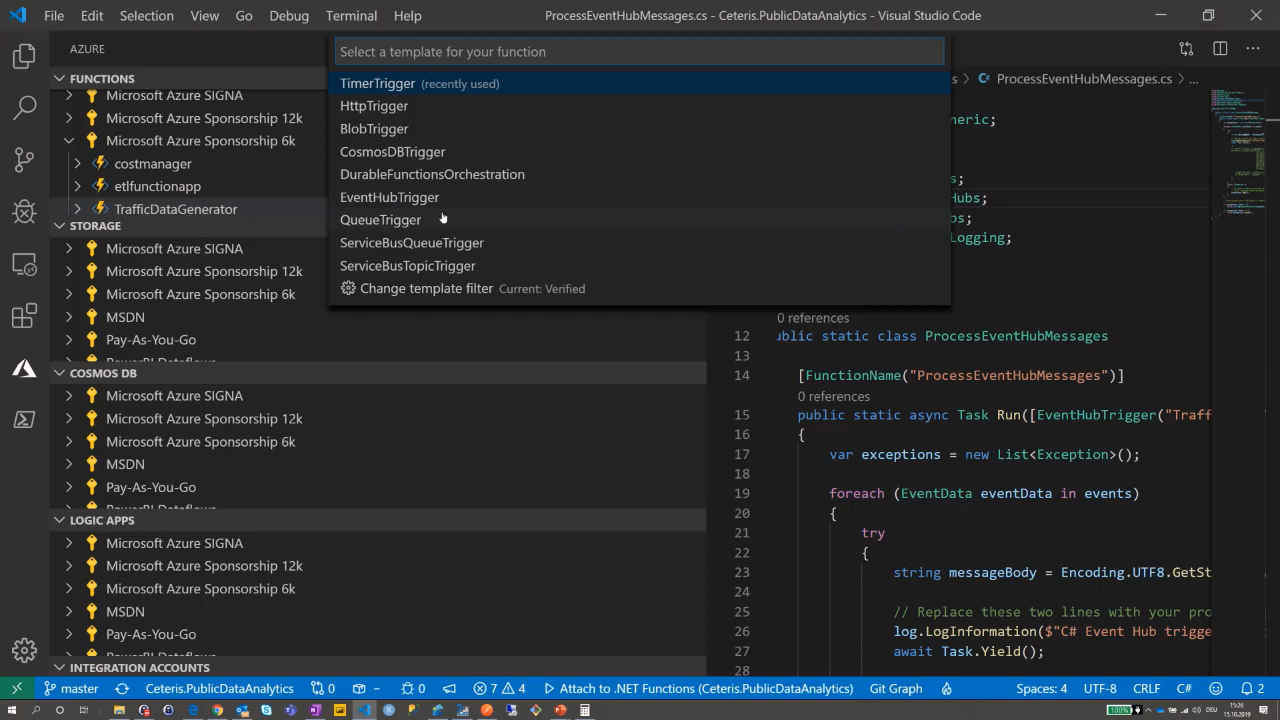 File Edit Selection View Go Debug Terminal Help ProcessEventHubMessages.cs - Ceteris.PublicDataAnalytics - Visual Studio Code
AZURE
Select a template for your function
FUNCTIONS
TimerTrigger (recently used)
s > ProcessEventHubMessages.cs > ...
Microsoft Azure SIGNA
HttpTrigger
Microsoft Azure Sponsorship 12k
BlobTrigger
neric;
Microsoft Azure Sponsorship 6k
CosmosDBTrigger
costmanager
DurableFunctionsOrchestration
s;
etlfunctionapp
EventHubTrigger
Hubs;
TrafficDataGenerator
QueueTrigger
bs;
STORAGE
ServiceBusQueueTrigger
Logging;
Microsoft Azure SIGNA
ServiceBusTopicTrigger
Microsoft Azure Sponsorship 12k
Change template filter Current: Verified
Microsoft Azure Sponsorship 6k
MSDN
Pay-As-You-Go
PowerBI Dataflows
COSMOS DB
Microsoft Azure SIGNA
Microsoft Azure Sponsorship 12k
Microsoft Azure Sponsorship 6k
MSDN
Pay-As-You-Go
LOGIC APPS
Microsoft Azure SIGNA
Microsoft Azure Sponsorship 12k
Microsoft Azure Sponsorship 6k
MSDN
Pay-As-You-Go
INTEGRATION ACCOUNTS
0 references
12 ublic static class ProcessEventHubMessages
13
14 [FunctionName("ProcessEventHubMessages")]
0 references
15 public static async Task Run([EventHubTrigger("Traff
16 {
17 var exceptions = new List<Exception>();
18
19 foreach (EventData eventData in events)
20 {
21 try
22 {
23 string messageBody = Encoding.UTF8.GetSt
24
25 // Replace these two lines with your pro
26 log.LogInformation($"C# Event Hub trigge
27 await Task.Yield();
28
master Ceteris.PublicDataAnalytics 0 − 0 7 4 Attach to .NET Functions (Ceteris.PublicDataAnalytics) Git Graph Spaces: 4 UTF-8 CRLF C# 2
100% DEU 15:26
15.10.2019